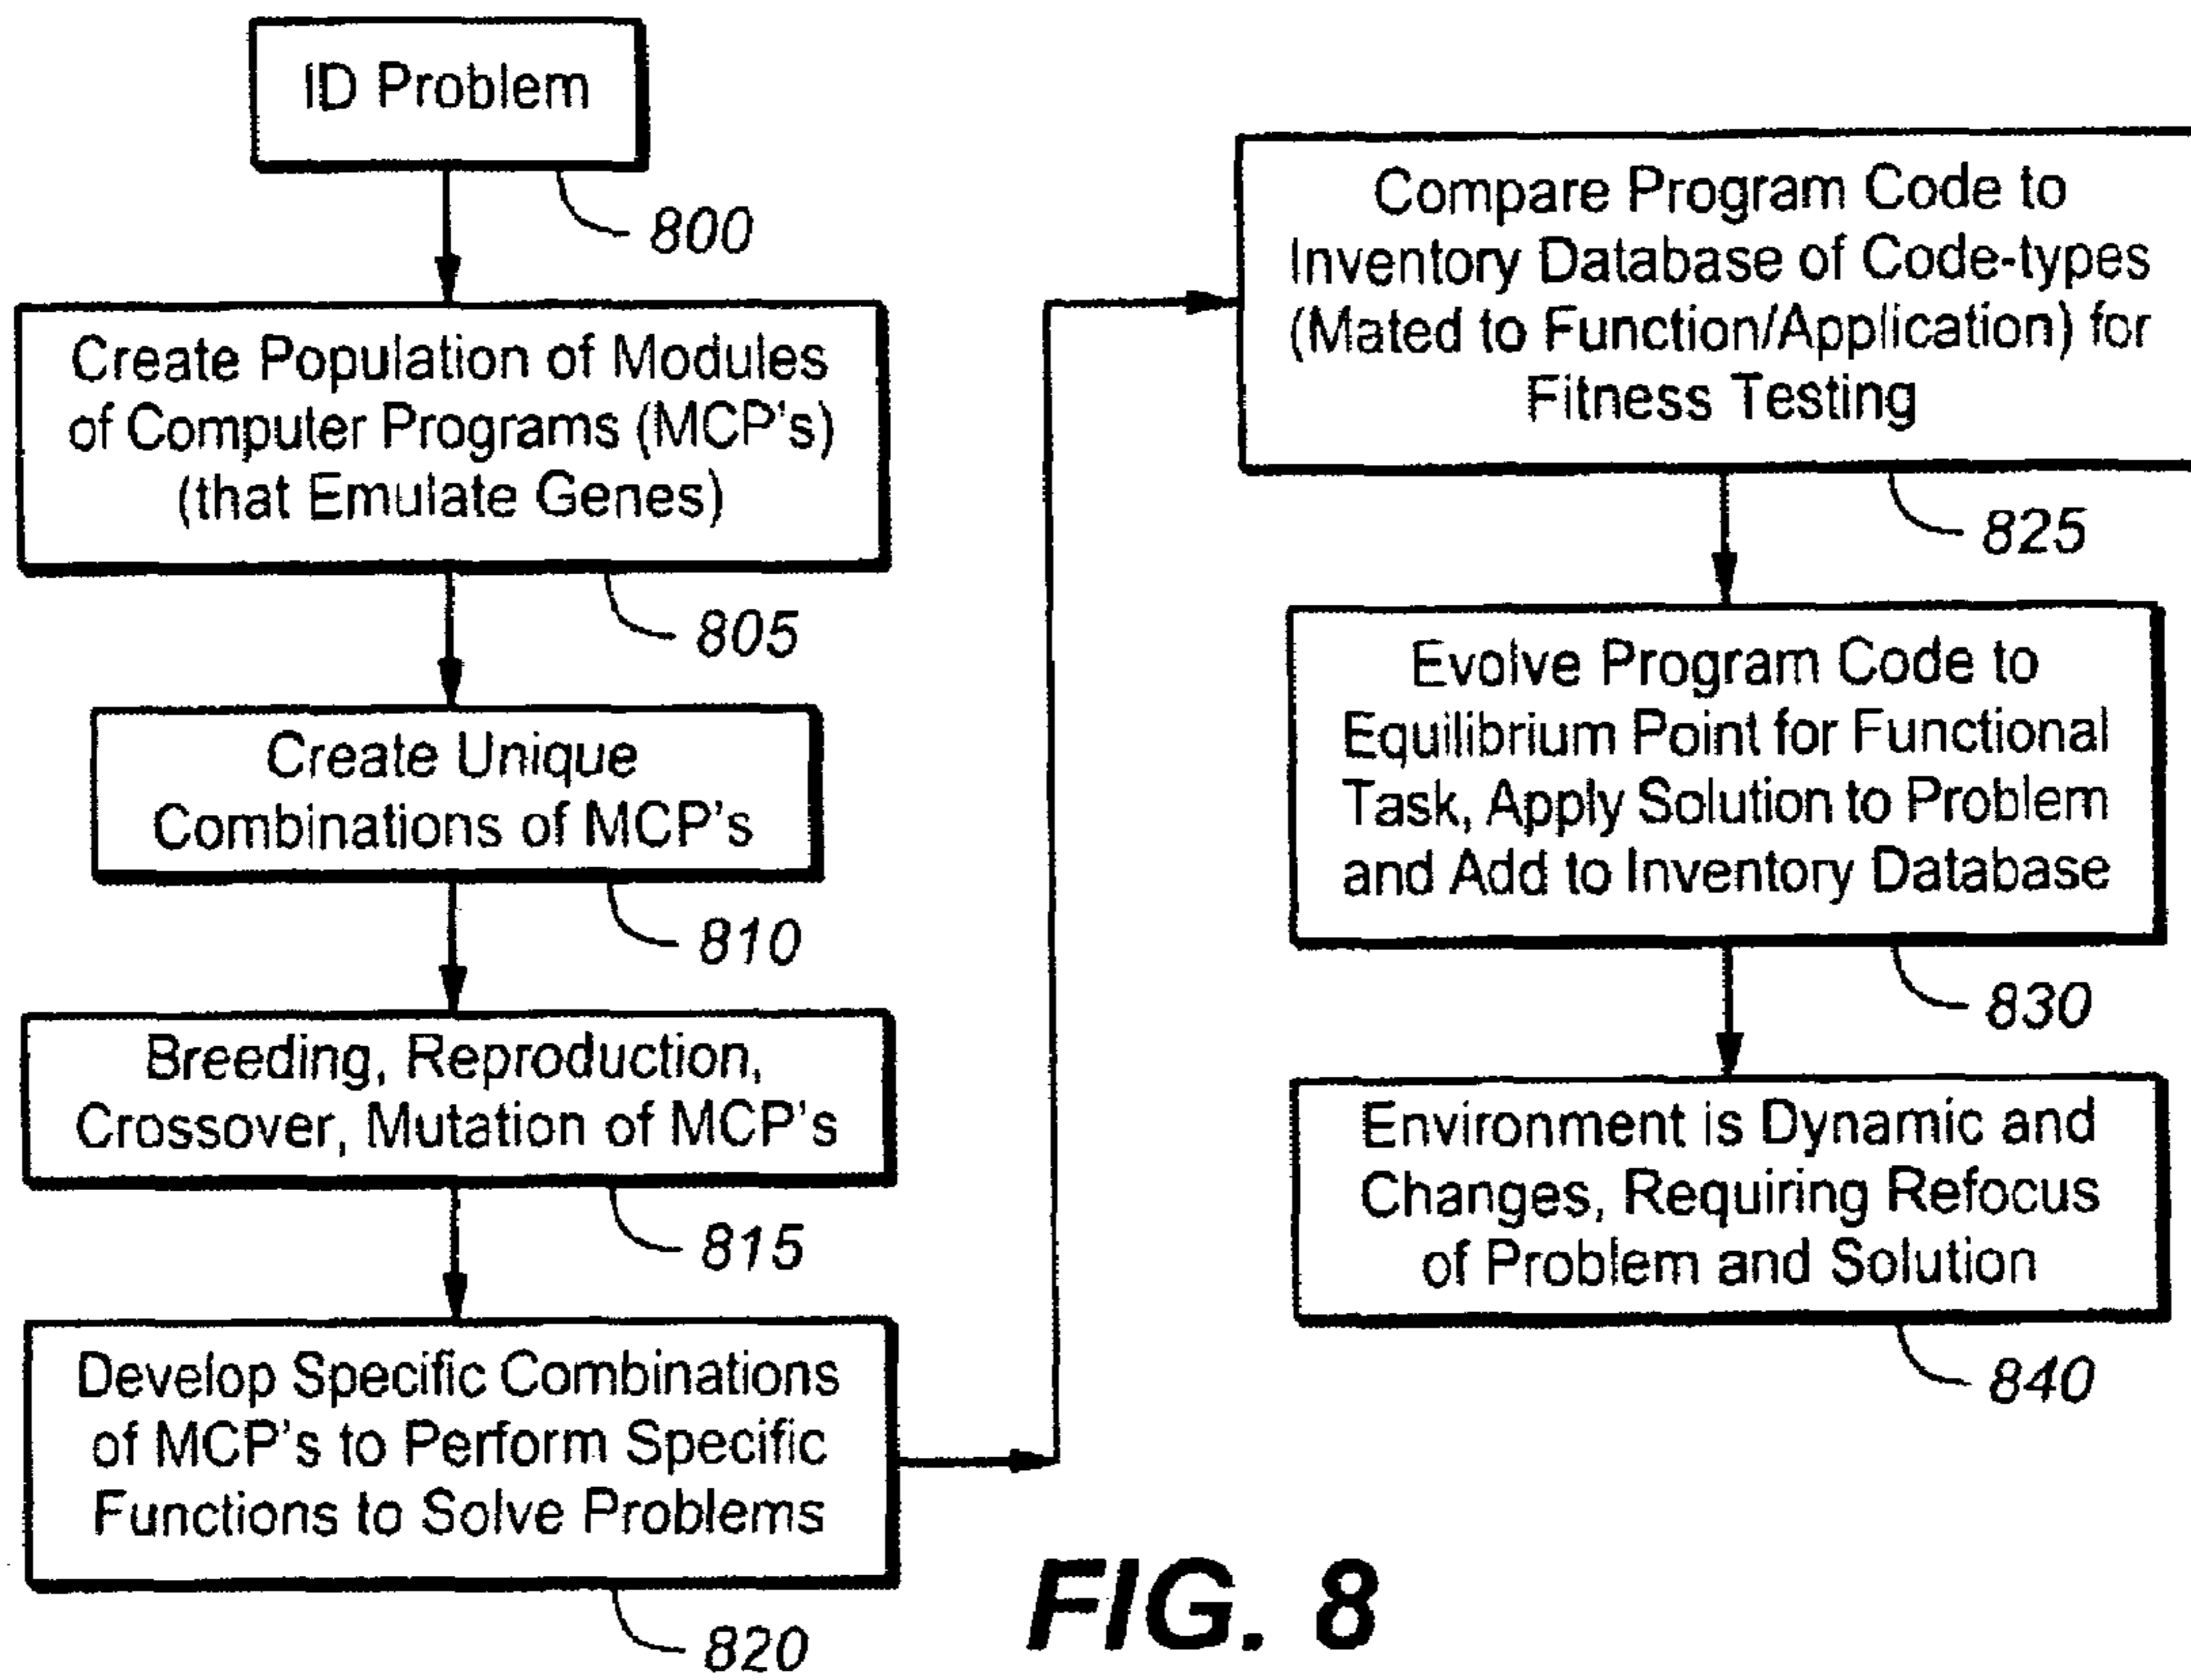 ID Problem
800
Create Population of Modules
of Computer Programs (MCP's)
(that Emulate Genes)
805
Create Unique
Combinations of MCP's
810
Breeding, Reproduction,
Crossover, Mutation of MCP's
815
Develop Specific Combinations
of MCP's to Perform Specific
Functions to Solve Problems
820
Compare Program Code to
Inventory Database of Code-types
(Mated to Function/Application) for
Fitness Testing
825
Evolve Program Code to
Equilibrium Point for Functional
Task, Apply Solution to Problem
and Add to Inventory Database
830
Environment is Dynamic and
Changes, Requiring Refocus
of Problem and Solution
840
FIG. 8